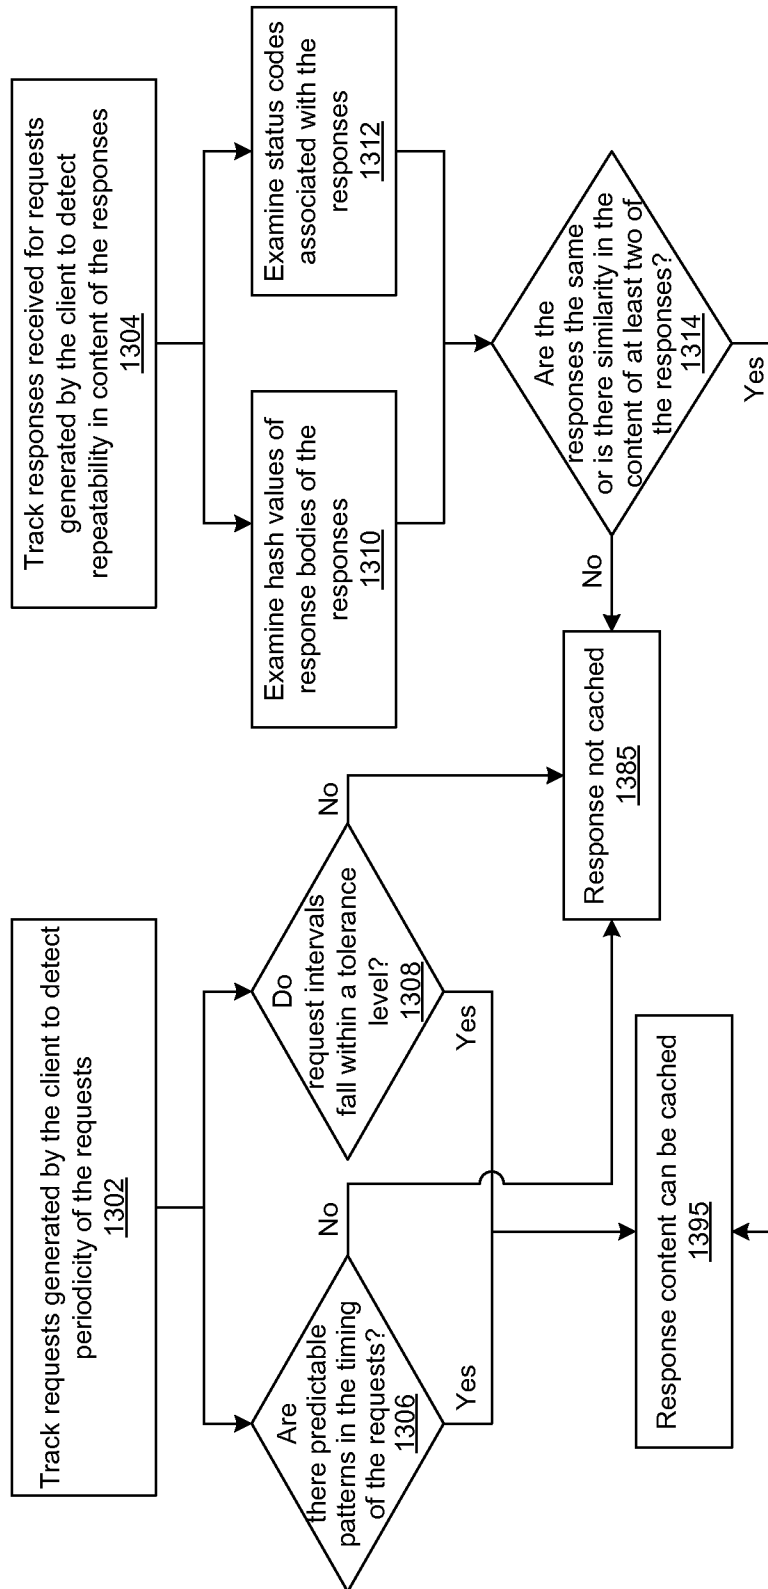 Track requests generated by the client to detect
periodicity of the requests
1302
Are
there predictable
patterns in the timing
of the requests?
1306
No
Yes
Do
request intervals
fall within a tolerance
level?
1308
No
Yes
Response content can be cached
1395
Response not cached
1385
Track responses received for requests
generated by the client to detect
repeatability in content of the responses
1304
Examine hash values of
response bodies of the
responses
1310
Examine status codes
associated with the
responses
1312
Are the
responses the same
or is there similarity in the
content of at least two of
the responses?
1314
No
Yes